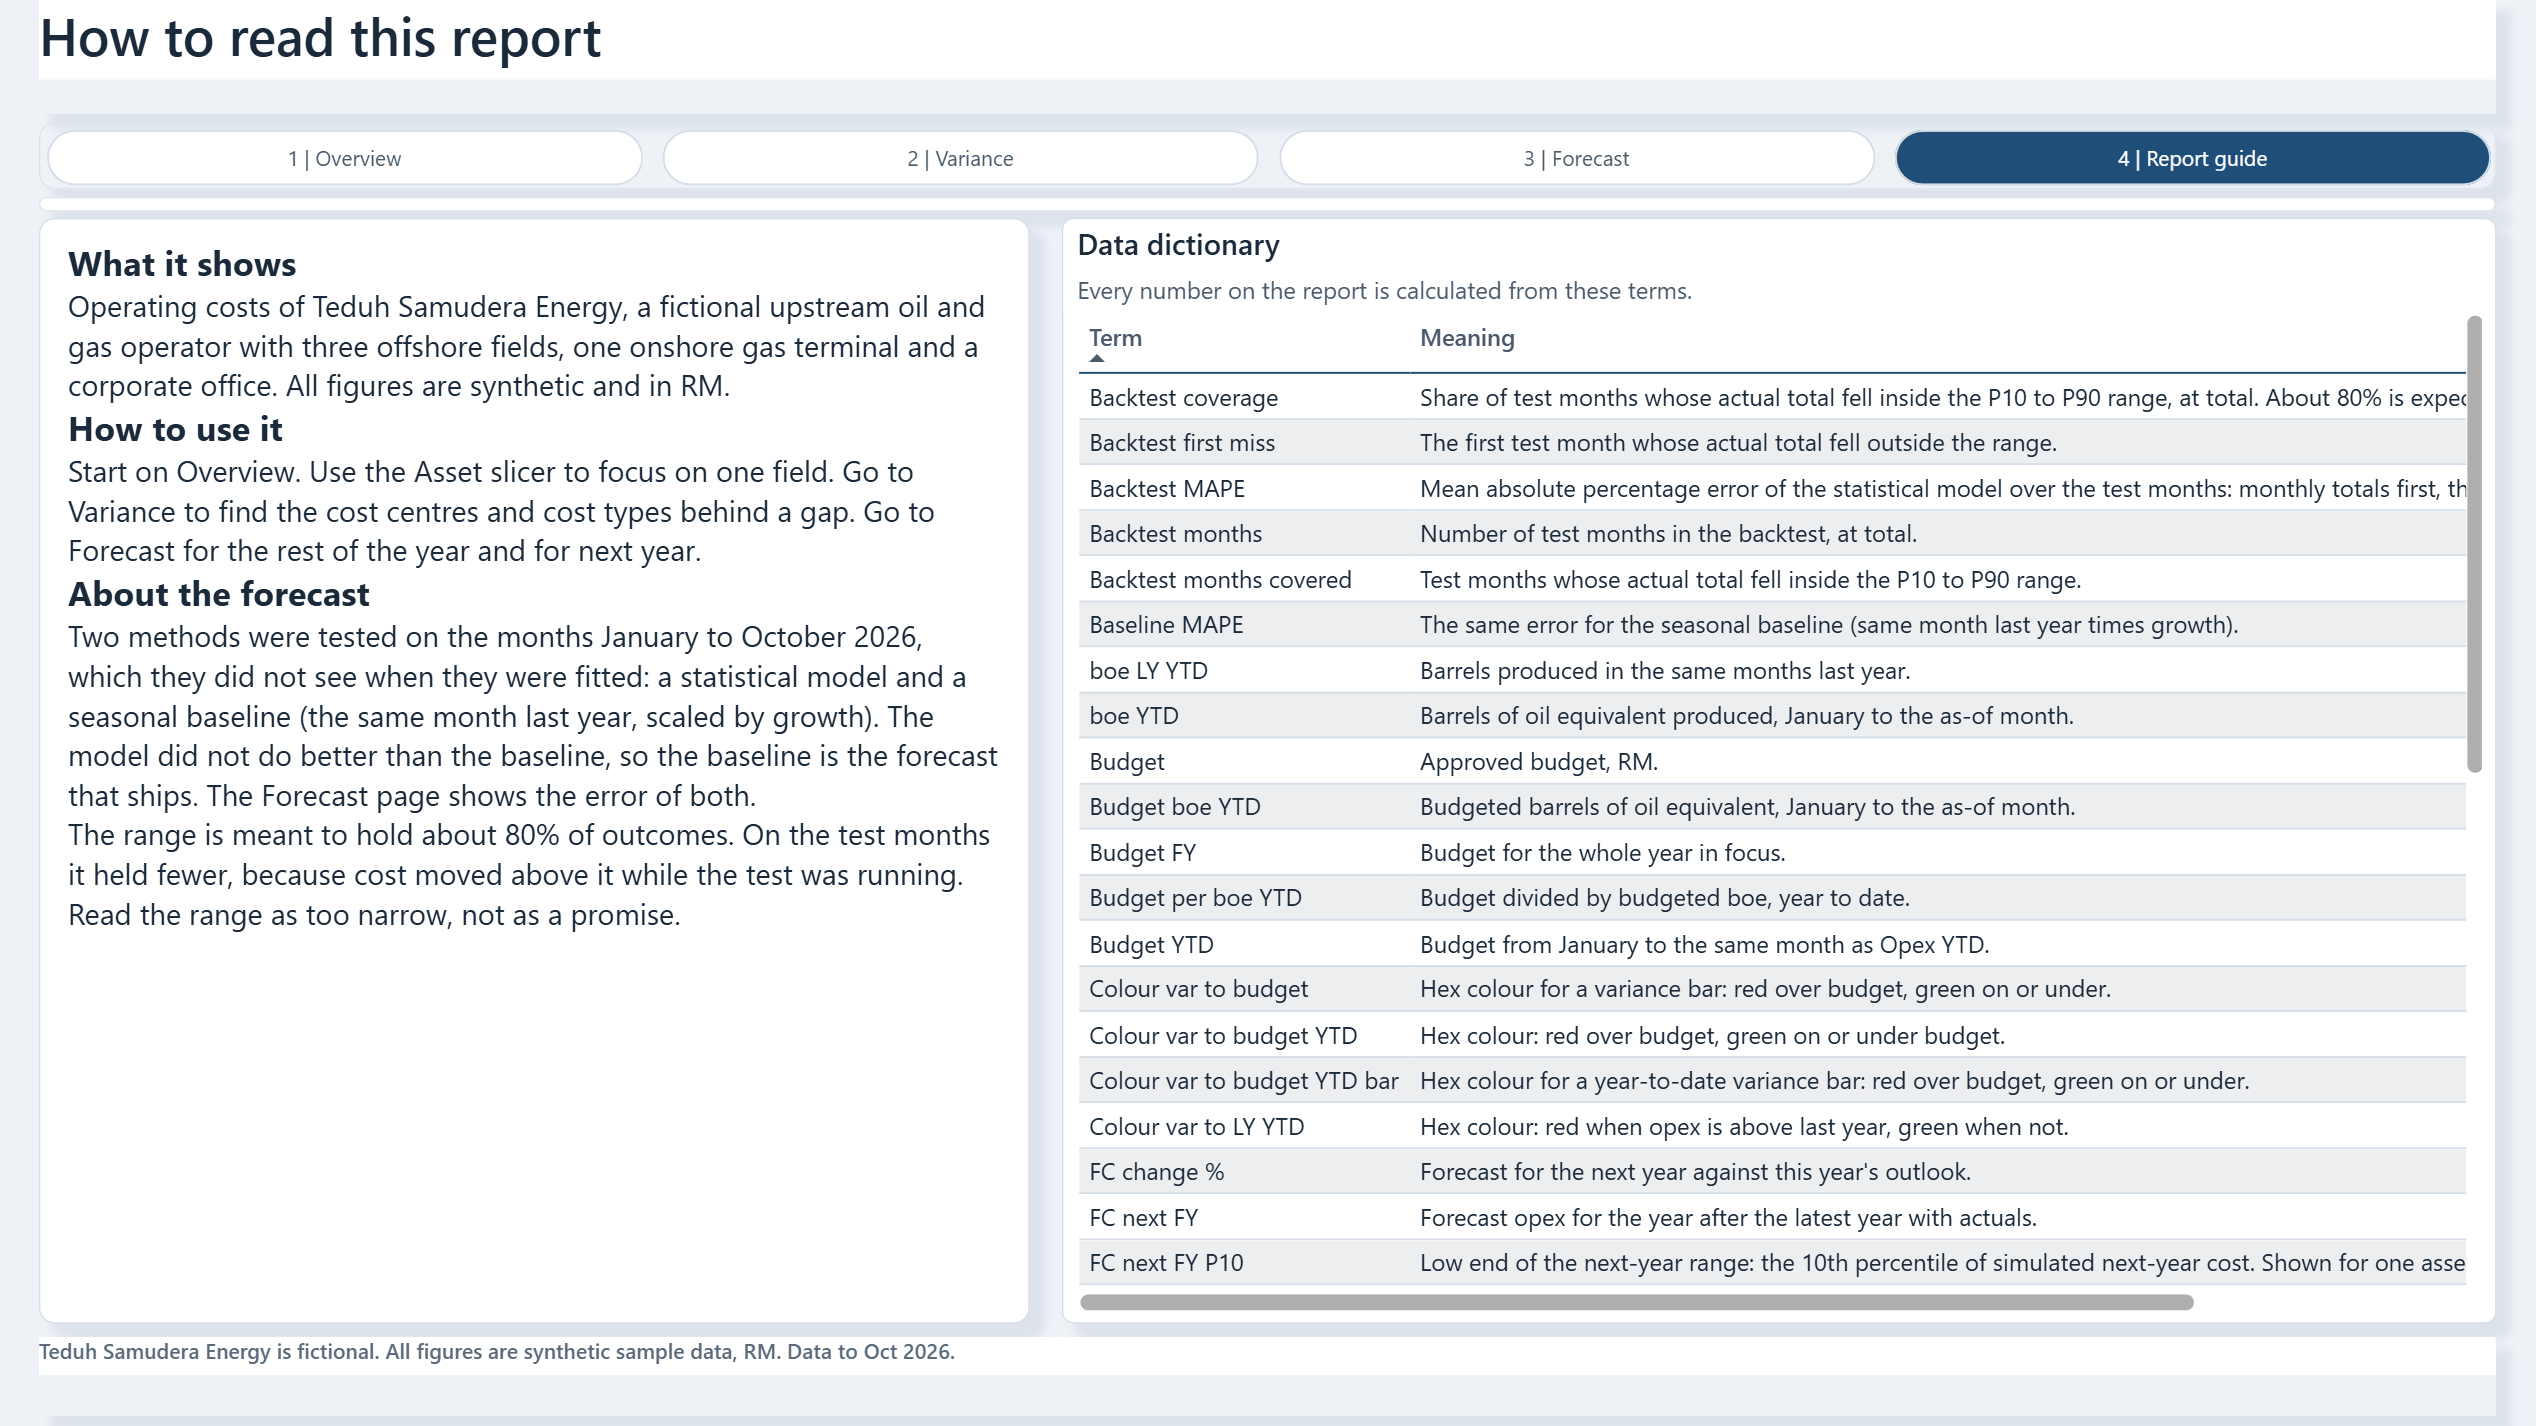 How to read this report
1 | Overview
2 | Variance
3 | Forecast
4 | Report guide
What it shows
Operating costs of Teduh Samudera Energy, a fictional upstream oil and
gas operator with three offshore fields, one onshore gas terminal and a
corporate office. All figures are synthetic and in RM.
How to use it
Start on Overview. Use the Asset slicer to focus on one field. Go to
Variance to find the cost centres and cost types behind a gap. Go to
Forecast for the rest of the year and for next year.
About the forecast
Two methods were tested on the months January to October 2026,
which they did not see when they were fitted: a statistical model and a
seasonal baseline (the same month last year, scaled by growth). The
model did not do better than the baseline, so the baseline is the forecast
that ships. The Forecast page shows the error of both.
The range is meant to hold about 80% of outcomes. On the test months
it held fewer, because cost moved above it while the test was running.
Read the range as too narrow, not as a promise.
Data dictionary
Every number on the report is calculated from these terms.
Term Meaning
Backtest coverage Share of test months whose actual total fell inside the P10 to P90 range, at total. About 80% is expec
Backtest first miss The first test month whose actual total fell outside the range.
Backtest MAPE Mean absolute percentage error of the statistical model over the test months: monthly totals first, th
Backtest months Number of test months in the backtest, at total.
Backtest months covered Test months whose actual total fell inside the P10 to P90 range.
Baseline MAPE The same error for the seasonal baseline (same month last year times growth).
boe LY YTD Barrels produced in the same months last year.
boe YTD Barrels of oil equivalent produced, January to the as-of month.
Budget Approved budget, RM.
Budget boe YTD Budgeted barrels of oil equivalent, January to the as-of month.
Budget FY Budget for the whole year in focus.
Budget per boe YTD Budget divided by budgeted boe, year to date.
Budget YTD Budget from January to the same month as Opex YTD.
Colour var to budget Hex colour for a variance bar: red over budget, green on or under.
Colour var to budget YTD Hex colour: red over budget, green on or under budget.
Colour var to budget YTD bar Hex colour for a year-to-date variance bar: red over budget, green on or under.
Colour var to LY YTD Hex colour: red when opex is above last year, green when not.
FC change % Forecast for the next year against this year's outlook.
FC next FY Forecast opex for the year after the latest year with actuals.
FC next FY P10 Low end of the next-year range: the 10th percentile of simulated next-year cost. Shown for one asse
Teduh Samudera Energy is fictional. All figures are synthetic sample data, RM. Data to Oct 2026.